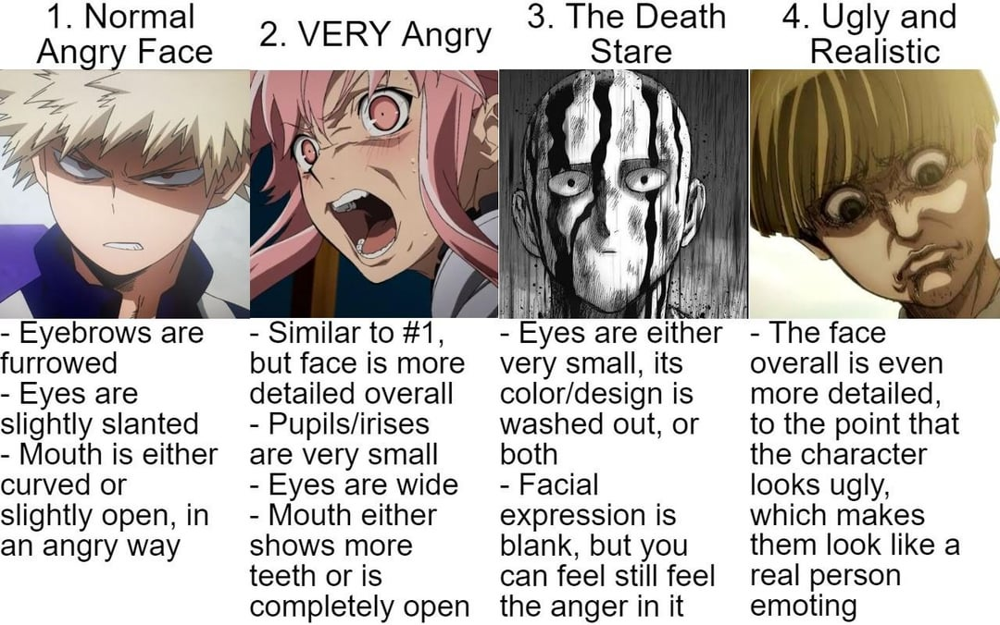 1. Normal
Angry Face
- Eyebrows are
furrowed
- Eyes are
slightly slanted
- Mouth is either
curved or
slightly open, in
an angry way
2. VERY Angry
- Similar to #1,
but face is more
detailed overall
- Pupils/irises
are very small
- Eyes are wide
- Mouth either
shows more
teeth or is
completely open
3. The Death
Stare
- Eyes are either
very small, its
color/design is
washed out, or
both
- Facial
expression is
blank, but you
can feel still feel
the anger in it
4. Ugly and
Realistic
- The face
overall is even
more detailed,
to the point that
the character
looks ugly,
which makes
them look like a
real person
emoting